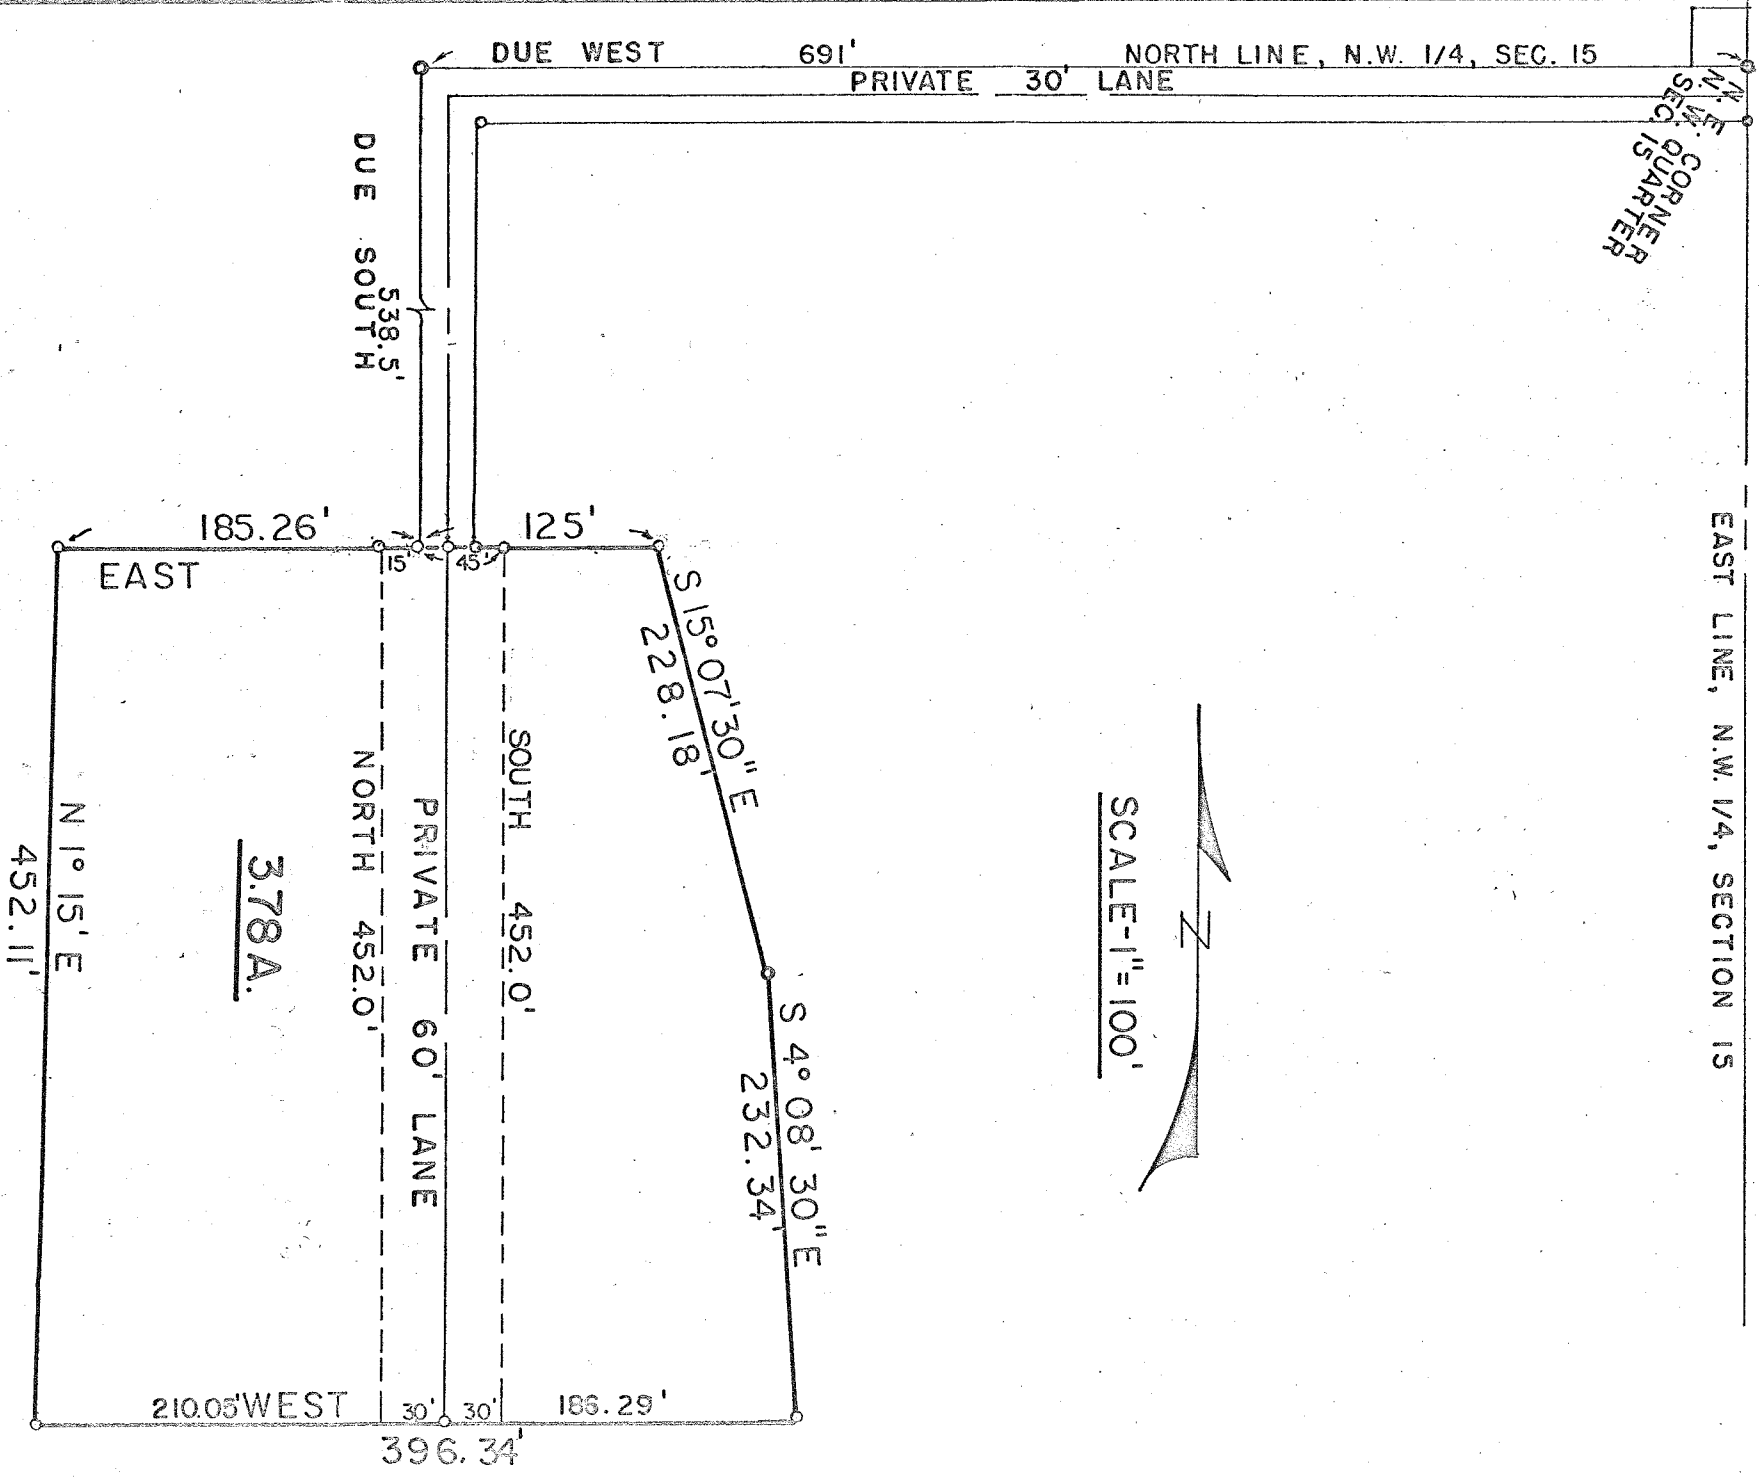 DUE WEST 691' NORTH LINE, N.W. 1/4, SEC. 15
PRIVATE 30' LANE
N. E. CORNER
N. W. QUARTER
SEC. 15
DUE SOUTH
538.5'
EAST LINE, N.W. 1/4, SECTION 15
185.26'
125'
15'
45'
EAST
S 15° 07' 30" E
228.18'
SOUTH 452.0'
NORTH 452.0'
PRIVATE 60' LANE
3.78 A.
N 1° 15' E
452.11'
S 4° 08' 30" E
232.34'
N
SCALE-1"=100'
210.05' WEST
30'
30'
186.29'
396.34'